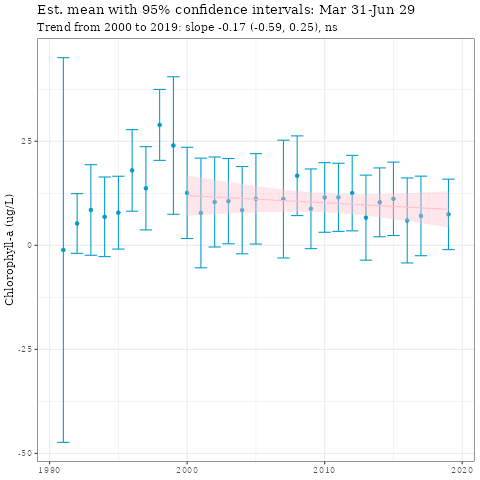 Est. mean with 95% confidence intervals: Mar 31-Jun 29
Trend from 2000 to 2019: slope -0.17 (-0.59, 0.25), ns
Chlorophyll-a (ug/L)
25
0
-25
-50
1990
2000
2010
2020